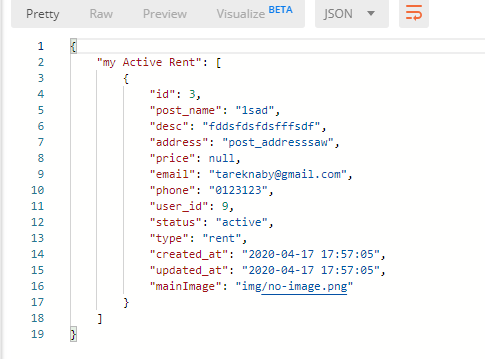 Pretty Raw Preview Visualize BETA JSON
1 {
2 "my Active Rent": [
3 {
4 "id": 3,
5 "post_name": "1sad",
6 "desc": "fddsfdsfdsfffsdf",
7 "address": "post_addresssaw",
8 "price": null,
9 "email": "tareknaby@gmail.com",
10 "phone": "0123123",
11 "user_id": 9,
12 "status": "active",
13 "type": "rent",
14 "created_at": "2020-04-17 17:57:05",
15 "updated_at": "2020-04-17 17:57:05",
16 "mainImage": "img/no-image.png"
17 }
18 ]
19 }